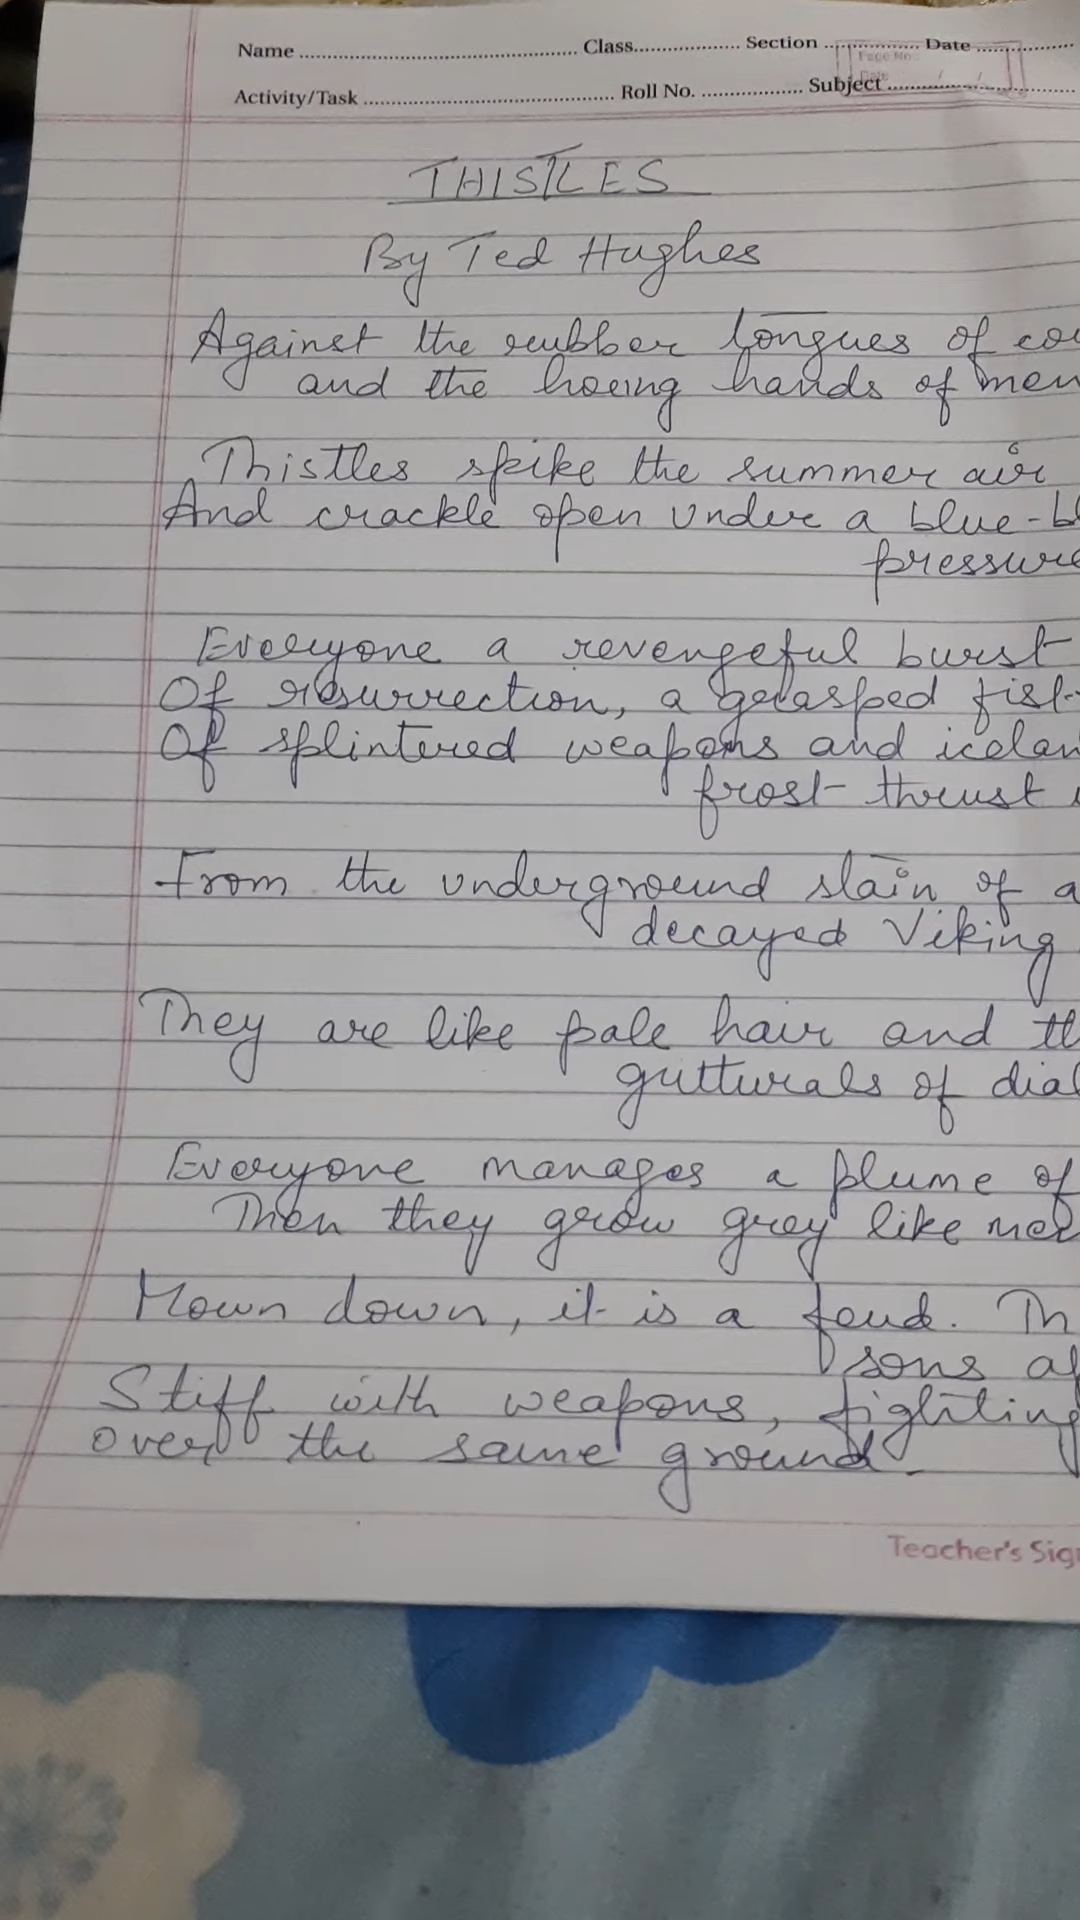 Name ........................... Class.................. Section ................ Date ................
Page No:
Date / /
Activity/Task ........................... Roll No. .................. Subject ...........................
THISTLES
By Ted Hughes
Against the rubber tongues of co
and the hoeing hands of men
Thistles spike the summer air
And crackle open under a blue-bl
pressure
Everyone a revengeful burst
Of resurrection, a grasped fist
Of splintered weapons and icelan
frost thrust
From the underground stain of a
decayed Viking
They are like pale hair and th
gutturals of dial
Everyone manages a plume of
Then they grow grey like me
Mown down, it is a feud. Th
sons a
Stiff with weapons, fighting
over the same ground.
Teacher's Sig